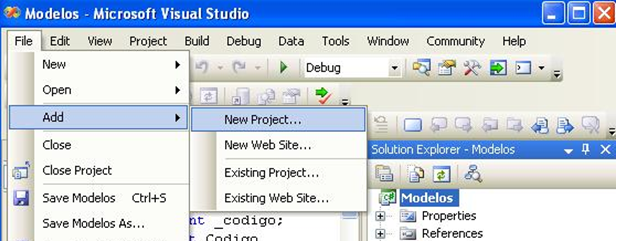 Modelos - Microsoft Visual Studio
File Edit View Project Build Debug Data Tools Window Community Help
New
Debug
Open
Add
New Project...
Close
New Web Site...
Solution Explorer - Modelos
Close Project
Existing Project...
Save Modelos Ctrl+S
Existing Web Site...
Modelos
Save Modelos As...
nt _codigo;
Properties
t Codigo
References